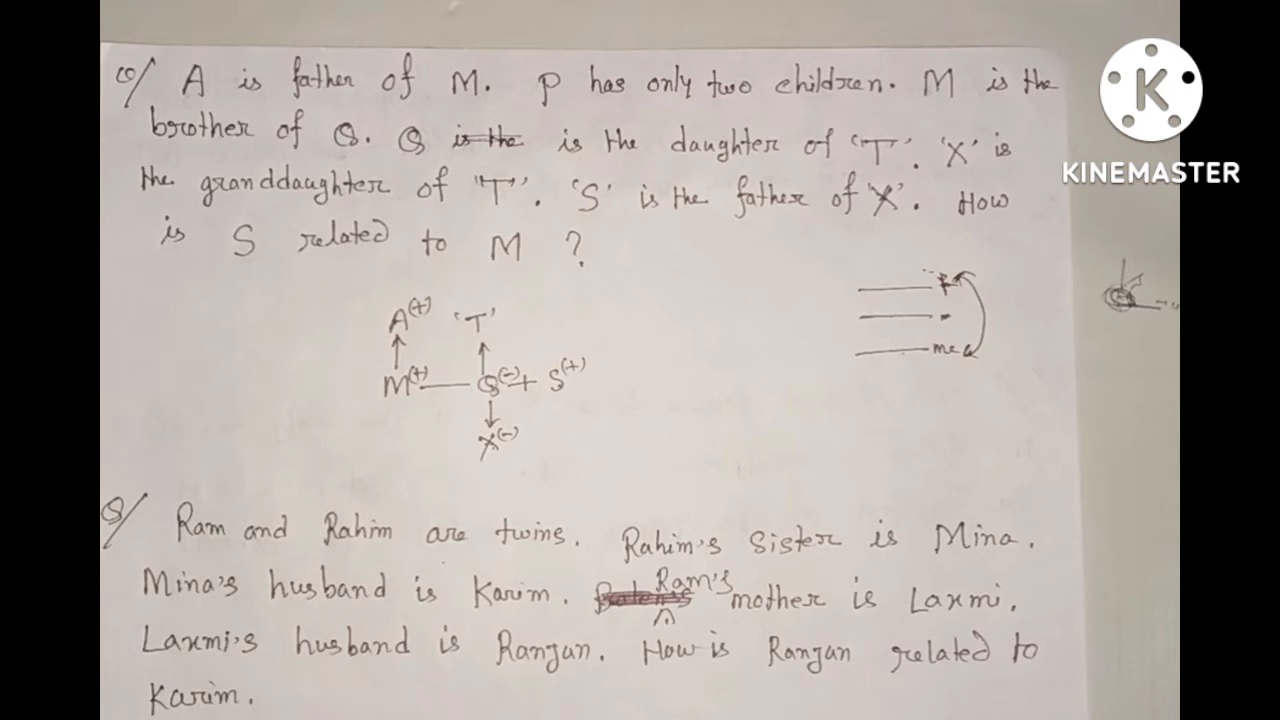 Q/ A is father of M. P has only two children. M is the
brother of Q. Q is the is the daughter of 'T'. 'X' is
the granddaughter of 'T'. 'S' is the father of 'X'. How
is S related to M ?
A(+) 'T'
M(+) — Q(-) + S(+)
X(-)
me
Q/ Ram and Rahim are twins. Rahim's sister is Mina.
Mina's husband is Karim. Ram's mother is Laxmi.
Laxmi's husband is Ranjan. How is Ranjan related to
Karim.
K
KINEMASTER